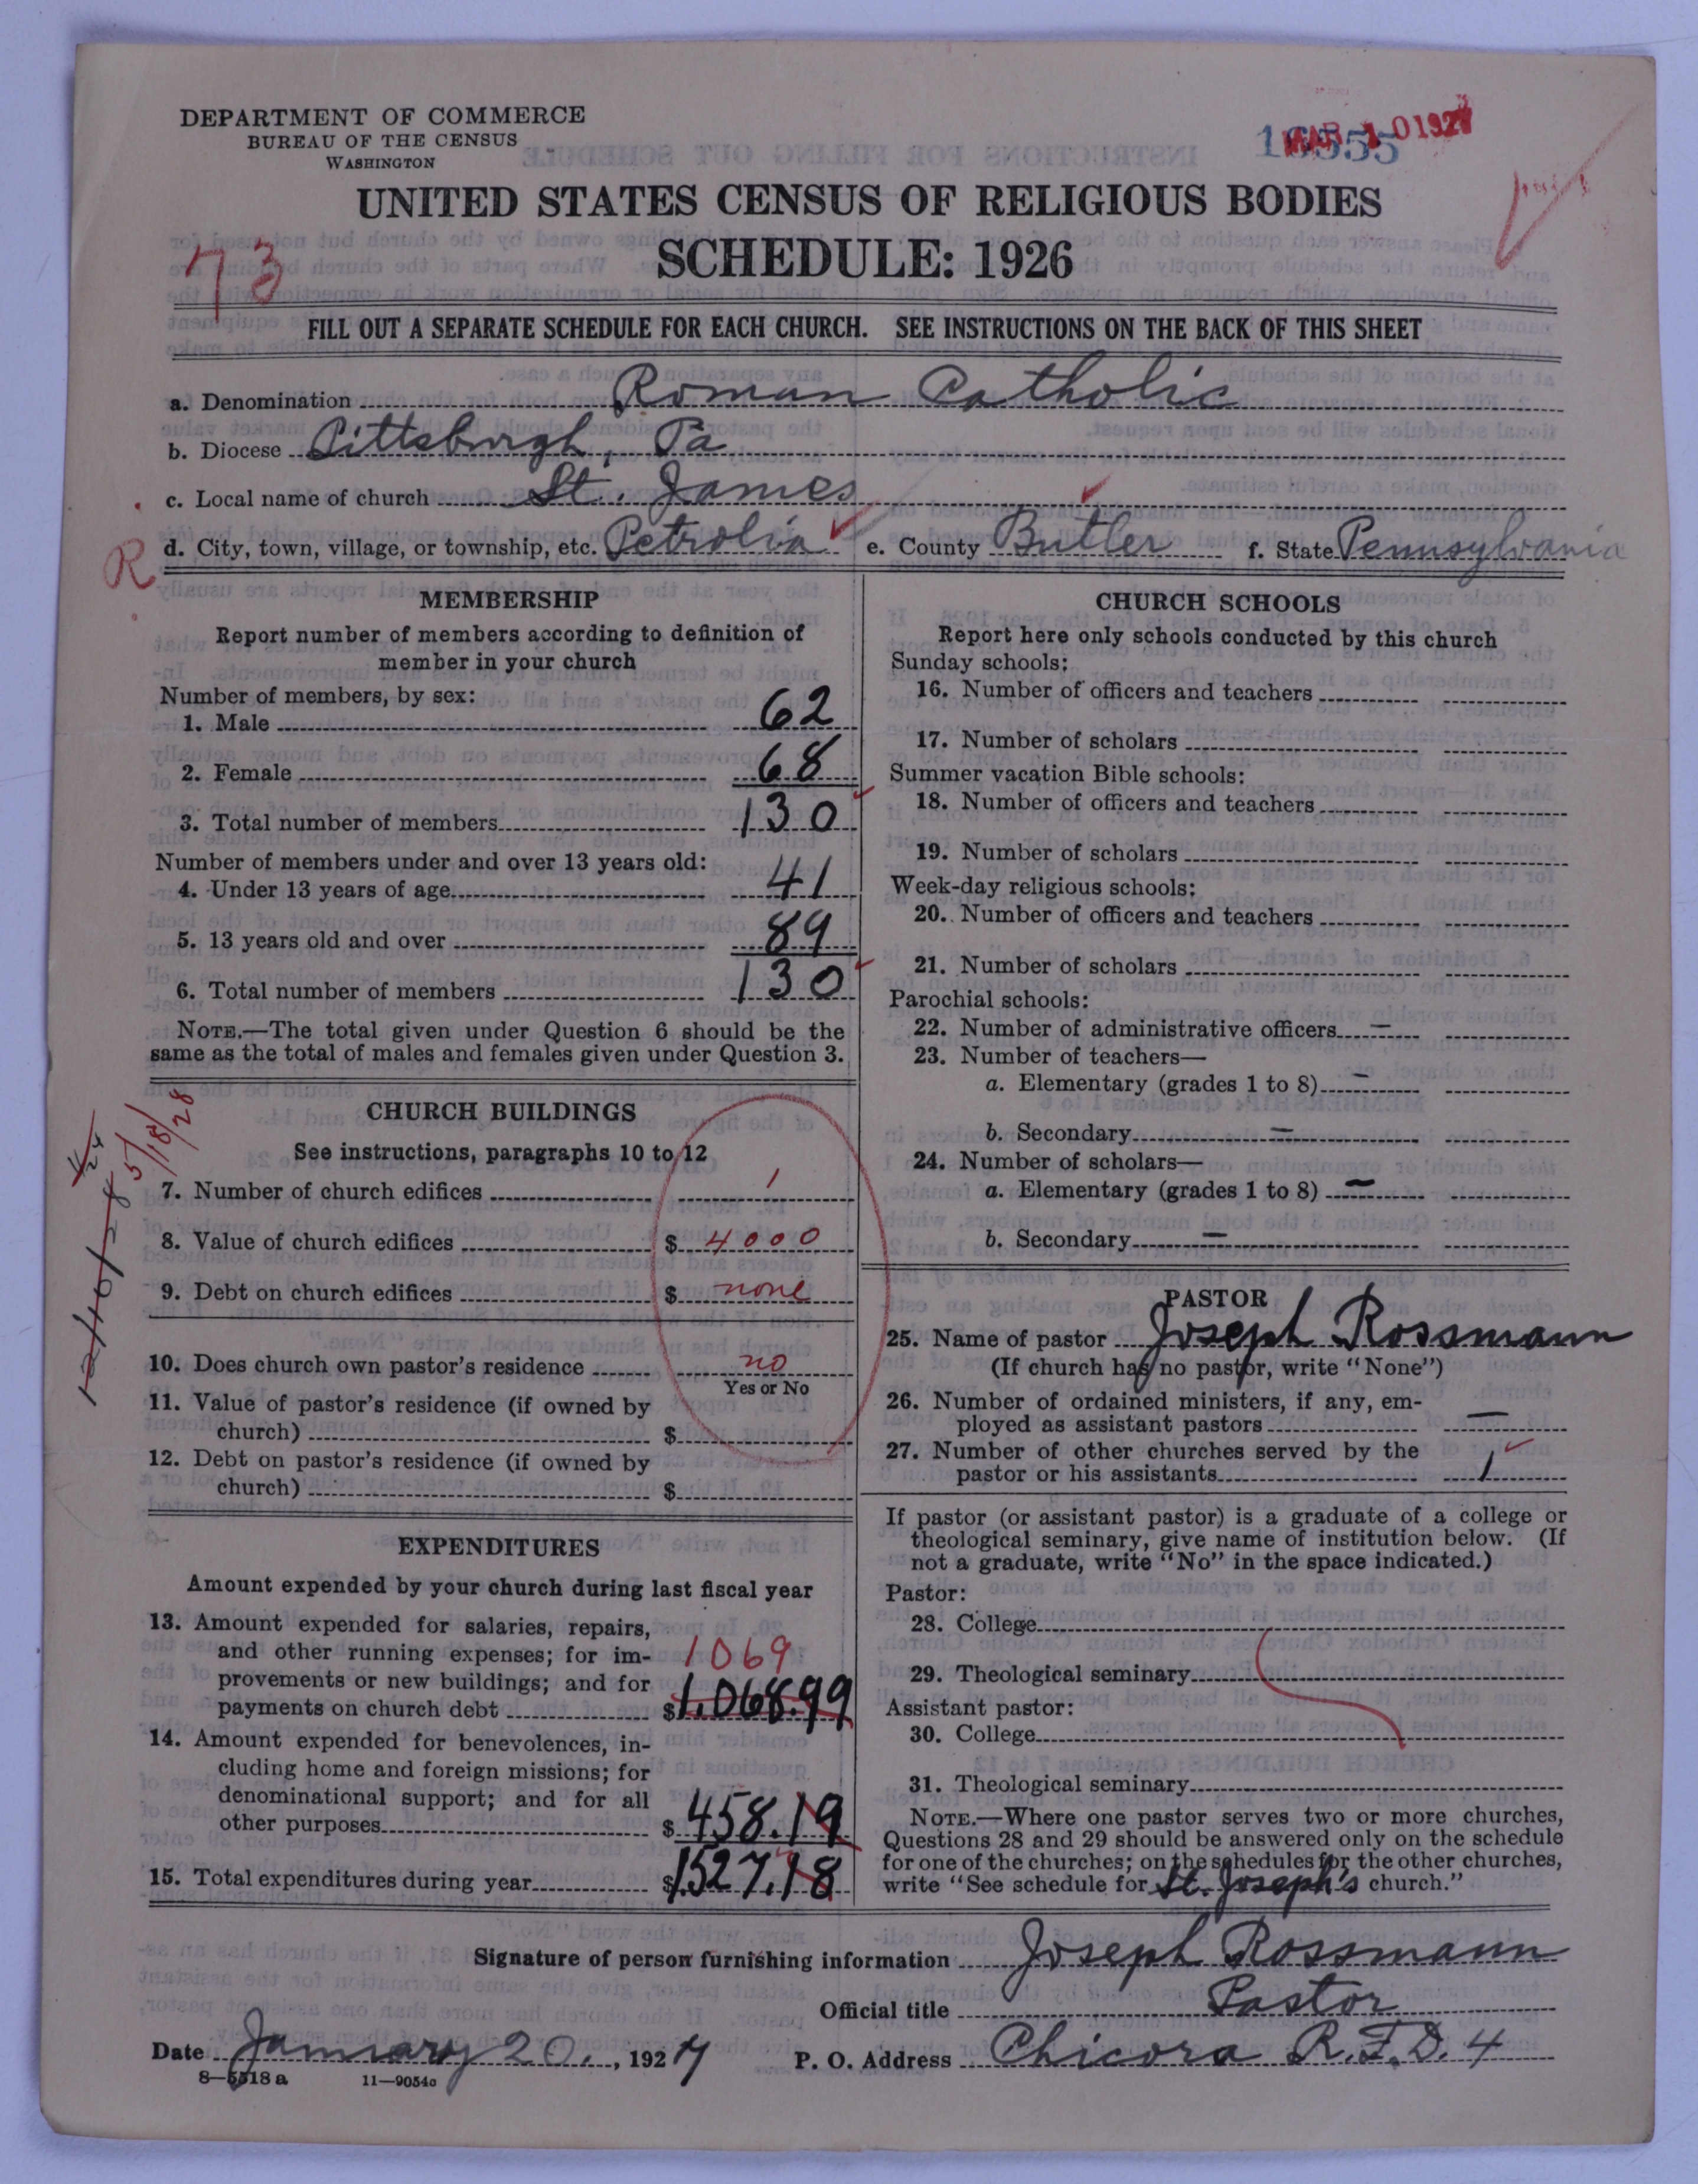 DEPARTMENT OF COMMERCE
BUREAU OF THE CENSUS
WASHINGTON
16555
MAR 10 1927
UNITED STATES CENSUS OF RELIGIOUS BODIES
SCHEDULE: 1926
73
FILL OUT A SEPARATE SCHEDULE FOR EACH CHURCH. SEE INSTRUCTIONS ON THE BACK OF THIS SHEET
a. Denomination Roman Catholic
b. Diocese Pittsburgh, Pa
c. Local name of church St. James
R
d. City, town, village, or township, etc. Petrolia e. County Butler f. State Pennsylvania
MEMBERSHIP
Report number of members according to definition of
member in your church
Number of members, by sex:
1. Male 62
2. Female 68
3. Total number of members 130
Number of members under and over 13 years old:
4. Under 13 years of age 41
5. 13 years old and over 89
6. Total number of members 130
NOTE.—The total given under Question 6 should be the
same as the total of males and females given under Question 3.
5/18/28
CHURCH BUILDINGS
See instructions, paragraphs 10 to 12
7. Number of church edifices 1
8. Value of church edifices $ 4000
9. Debt on church edifices $ none
10. Does church own pastor's residence no
Yes or No
11. Value of pastor's residence (if owned by
church) $
12. Debt on pastor's residence (if owned by
church) $
EXPENDITURES
Amount expended by your church during last fiscal year
13. Amount expended for salaries, repairs,
and other running expenses; for im-
1069
provements or new buildings; and for
payments on church debt $1,068.99
14. Amount expended for benevolences, in-
cluding home and foreign missions; for
denominational support; and for all
other purposes $ 458.19
15. Total expenditures during year $1,527.18
CHURCH SCHOOLS
Report here only schools conducted by this church
Sunday schools:
16. Number of officers and teachers
17. Number of scholars
Summer vacation Bible schools:
18. Number of officers and teachers
19. Number of scholars
Week-day religious schools:
20. Number of officers and teachers
21. Number of scholars
Parochial schools:
22. Number of administrative officers —
23. Number of teachers—
a. Elementary (grades 1 to 8) —
b. Secondary —
24. Number of scholars—
a. Elementary (grades 1 to 8) —
b. Secondary —
PASTOR
25. Name of pastor Joseph Rossmann
(If church has no pastor, write "None")
26. Number of ordained ministers, if any, em-
ployed as assistant pastors —
27. Number of other churches served by the
pastor or his assistants 1
If pastor (or assistant pastor) is a graduate of a college or
theological seminary, give name of institution below. (If
not a graduate, write "No" in the space indicated.)
Pastor:
28. College
29. Theological seminary
Assistant pastor:
30. College
31. Theological seminary
NOTE.—Where one pastor serves two or more churches,
Questions 28 and 29 should be answered only on the schedule
for one of the churches; on the schedules for the other churches,
write "See schedule for St. Joseph's church."
Signature of person furnishing information Joseph Rossmann
Official title Pastor
Date January 20, 1927 P. O. Address Chicora R.F.D. 4
8—5518 a 11—9054c